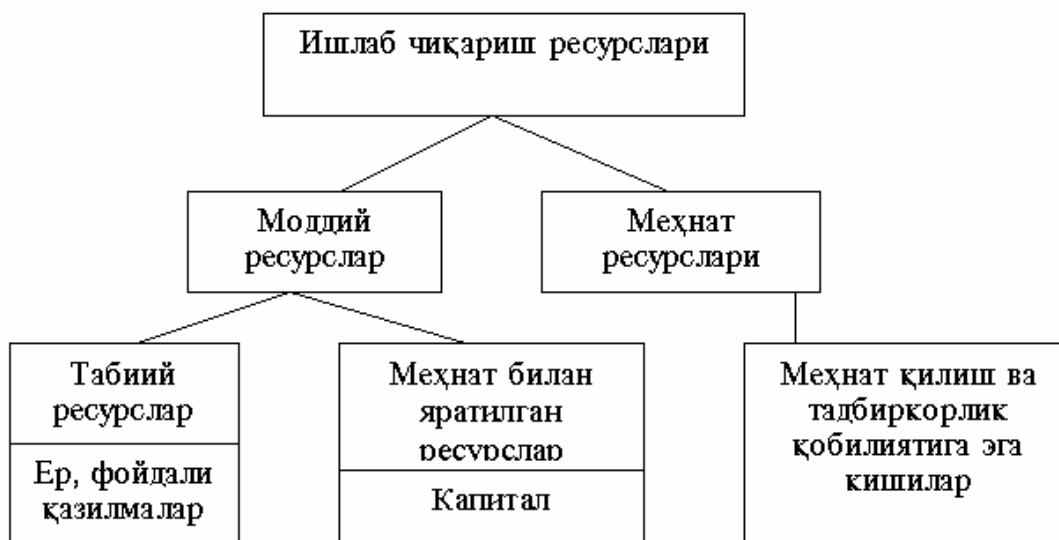 Ишлаб чиқариш ресурслари
Моддий
ресурслар
Меҳнат
ресурслари
Табиий
ресурслар
Ер, фойдали
қазилмалар
Меҳнат билан
яратилган
ресурслар
Капитал
Меҳнат қилиш ва
тадбиркорлик
қобилиятига эга
кишилар